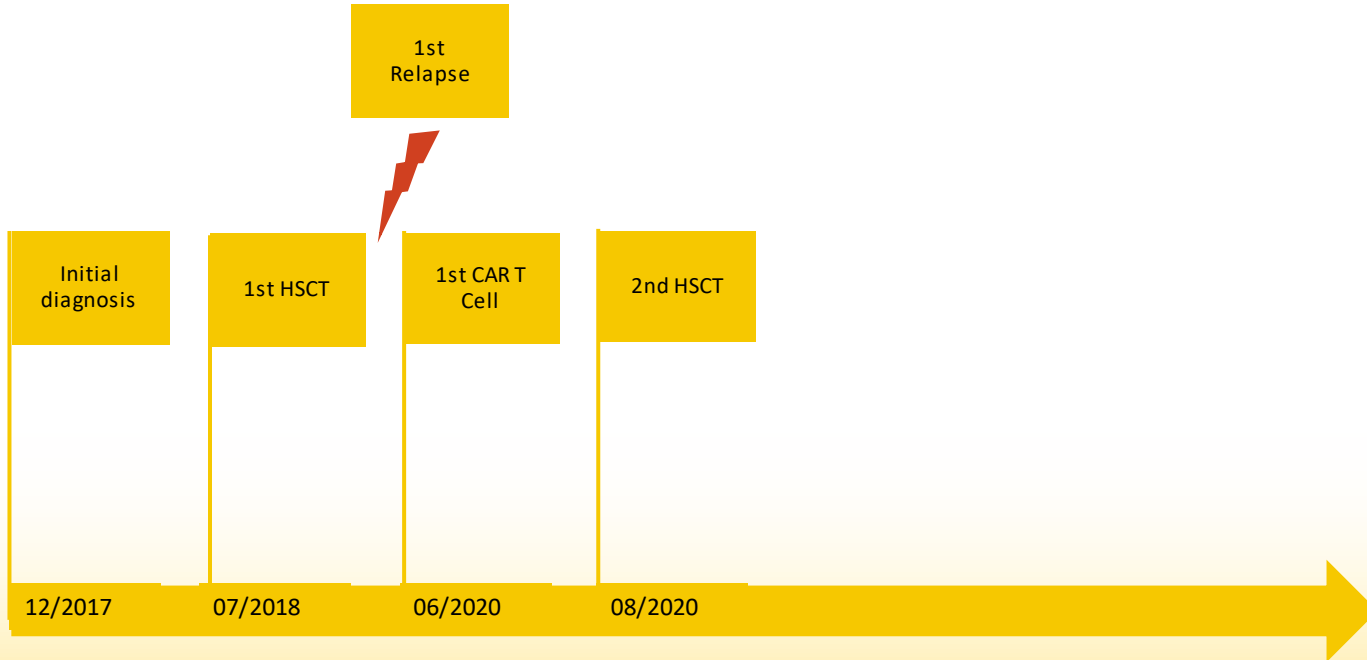 1st
Relapse
Initial
diagnosis
1st HSCT
1st CAR T
Cell
2nd HSCT
12/2017
07/2018
06/2020
08/2020